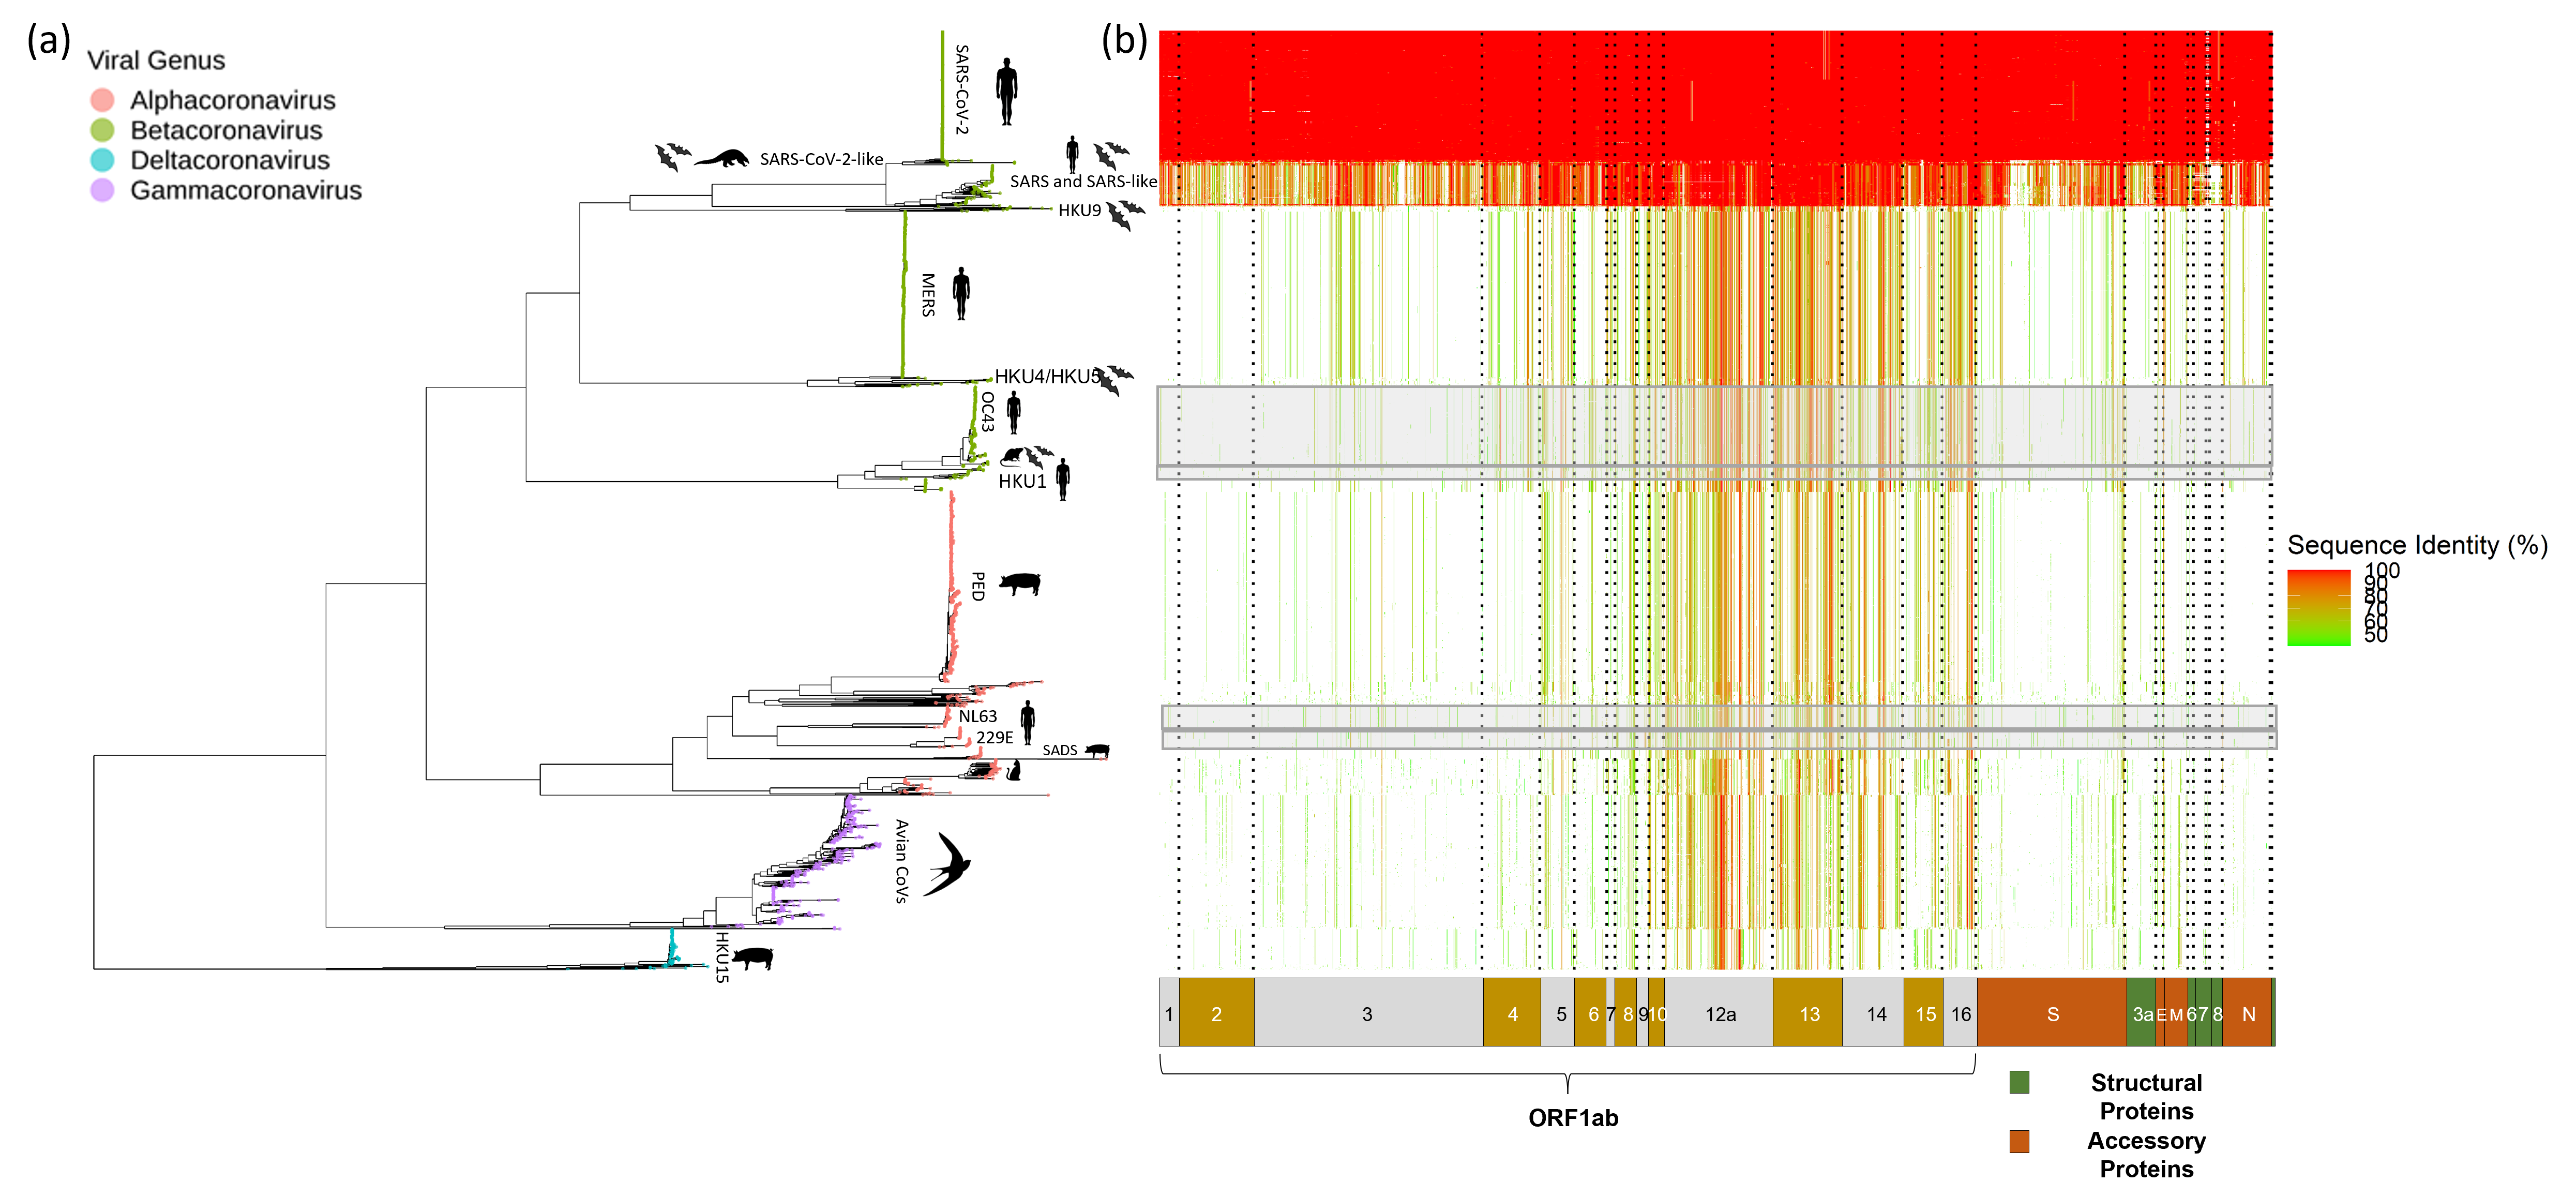 (a)
Viral Genus
Alphacoronavirus
Betacoronavirus
Deltacoronavirus
Gammacoronavirus
SARS-CoV-2
SARS-CoV-2-like
SARS and SARS-like
HKU9
MERS
HKU4/HKU5
OC43
HKU1
PED
NL63
229E
SADS
Avian CoVs
HKU15
(b)
Sequence Identity (%)
100
90
80
70
60
50
1 2 3 4 5 6 7 8 9 10 12a 13 14 15 16 S 3a E M 6 7 8 N
ORF1ab
Structural
Proteins
Accessory
Proteins